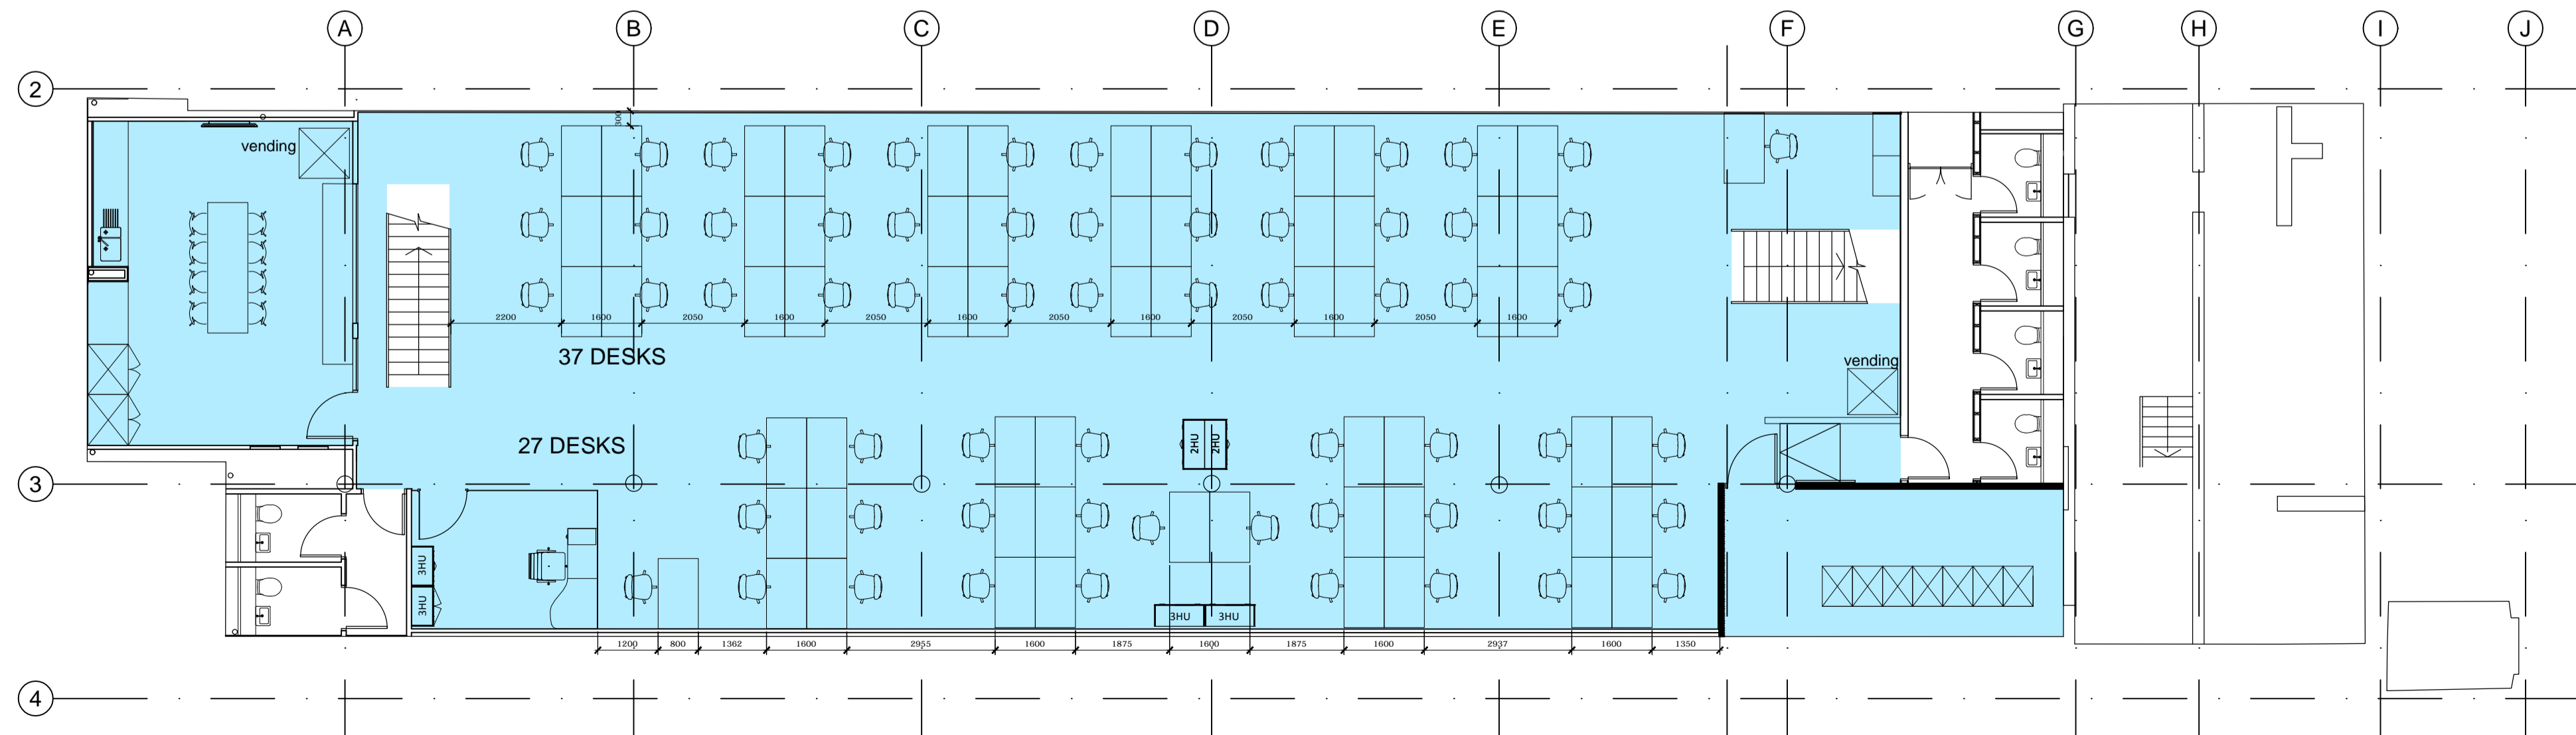 A B C D E F G H I J
2
300
vending
2200 1600 2050 1600 2050 1600 2050 1600 2050 1600 2050 1600
37 DESKS
vending
27 DESKS
2HU 2HU
3
3HU
3HU
3HU 3HU
1200 800 1362 1600 2955 1600 1875 1600 1875 1600 2937 1600 1350
4